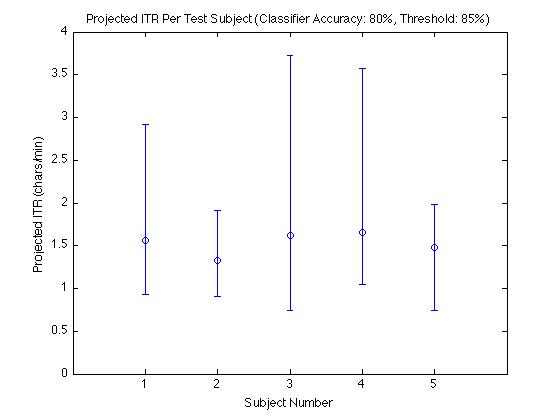 Projected ITR Per Test Subject (Classifier Accuracy: 80%, Threshold: 85%)
4
3.5
3
2.5
2
1.5
1
0.5
0
Projected ITR (chars/min)
1 2 3 4 5
Subject Number